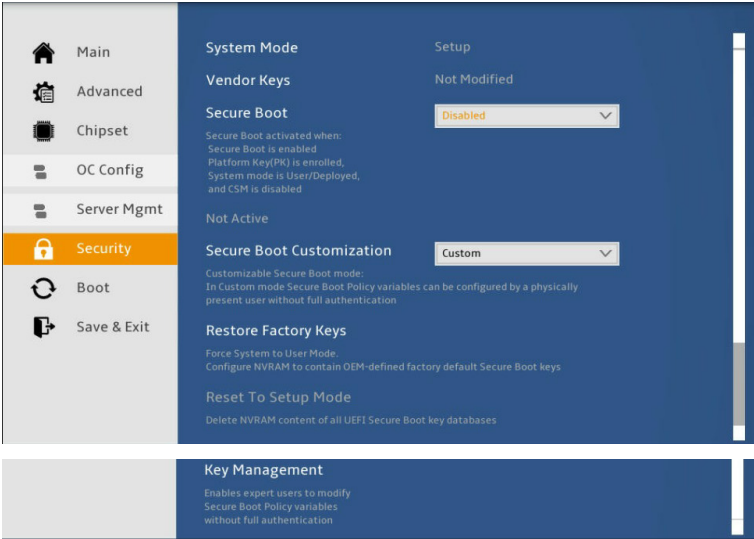 Main
Advanced
Chipset
OC Config
Server Mgmt
Security
Boot
Save & Exit
System Mode Setup
Vendor Keys Not Modified
Secure Boot Disabled
Secure Boot activated when:
Secure Boot is enabled
Platform Key(PK) is enrolled,
System mode is User/Deployed,
and CSM is disabled
Not Active
Secure Boot Customization Custom
Customizable Secure Boot mode:
In Custom mode Secure Boot Policy variables can be configured by a physically
present user without full authentication
Restore Factory Keys
Force System to User Mode.
Configure NVRAM to contain OEM-defined factory default Secure Boot keys
Reset To Setup Mode
Delete NVRAM content of all UEFI Secure Boot key databases
Key Management
Enables expert users to modify
Secure Boot Policy variables
without full authentication